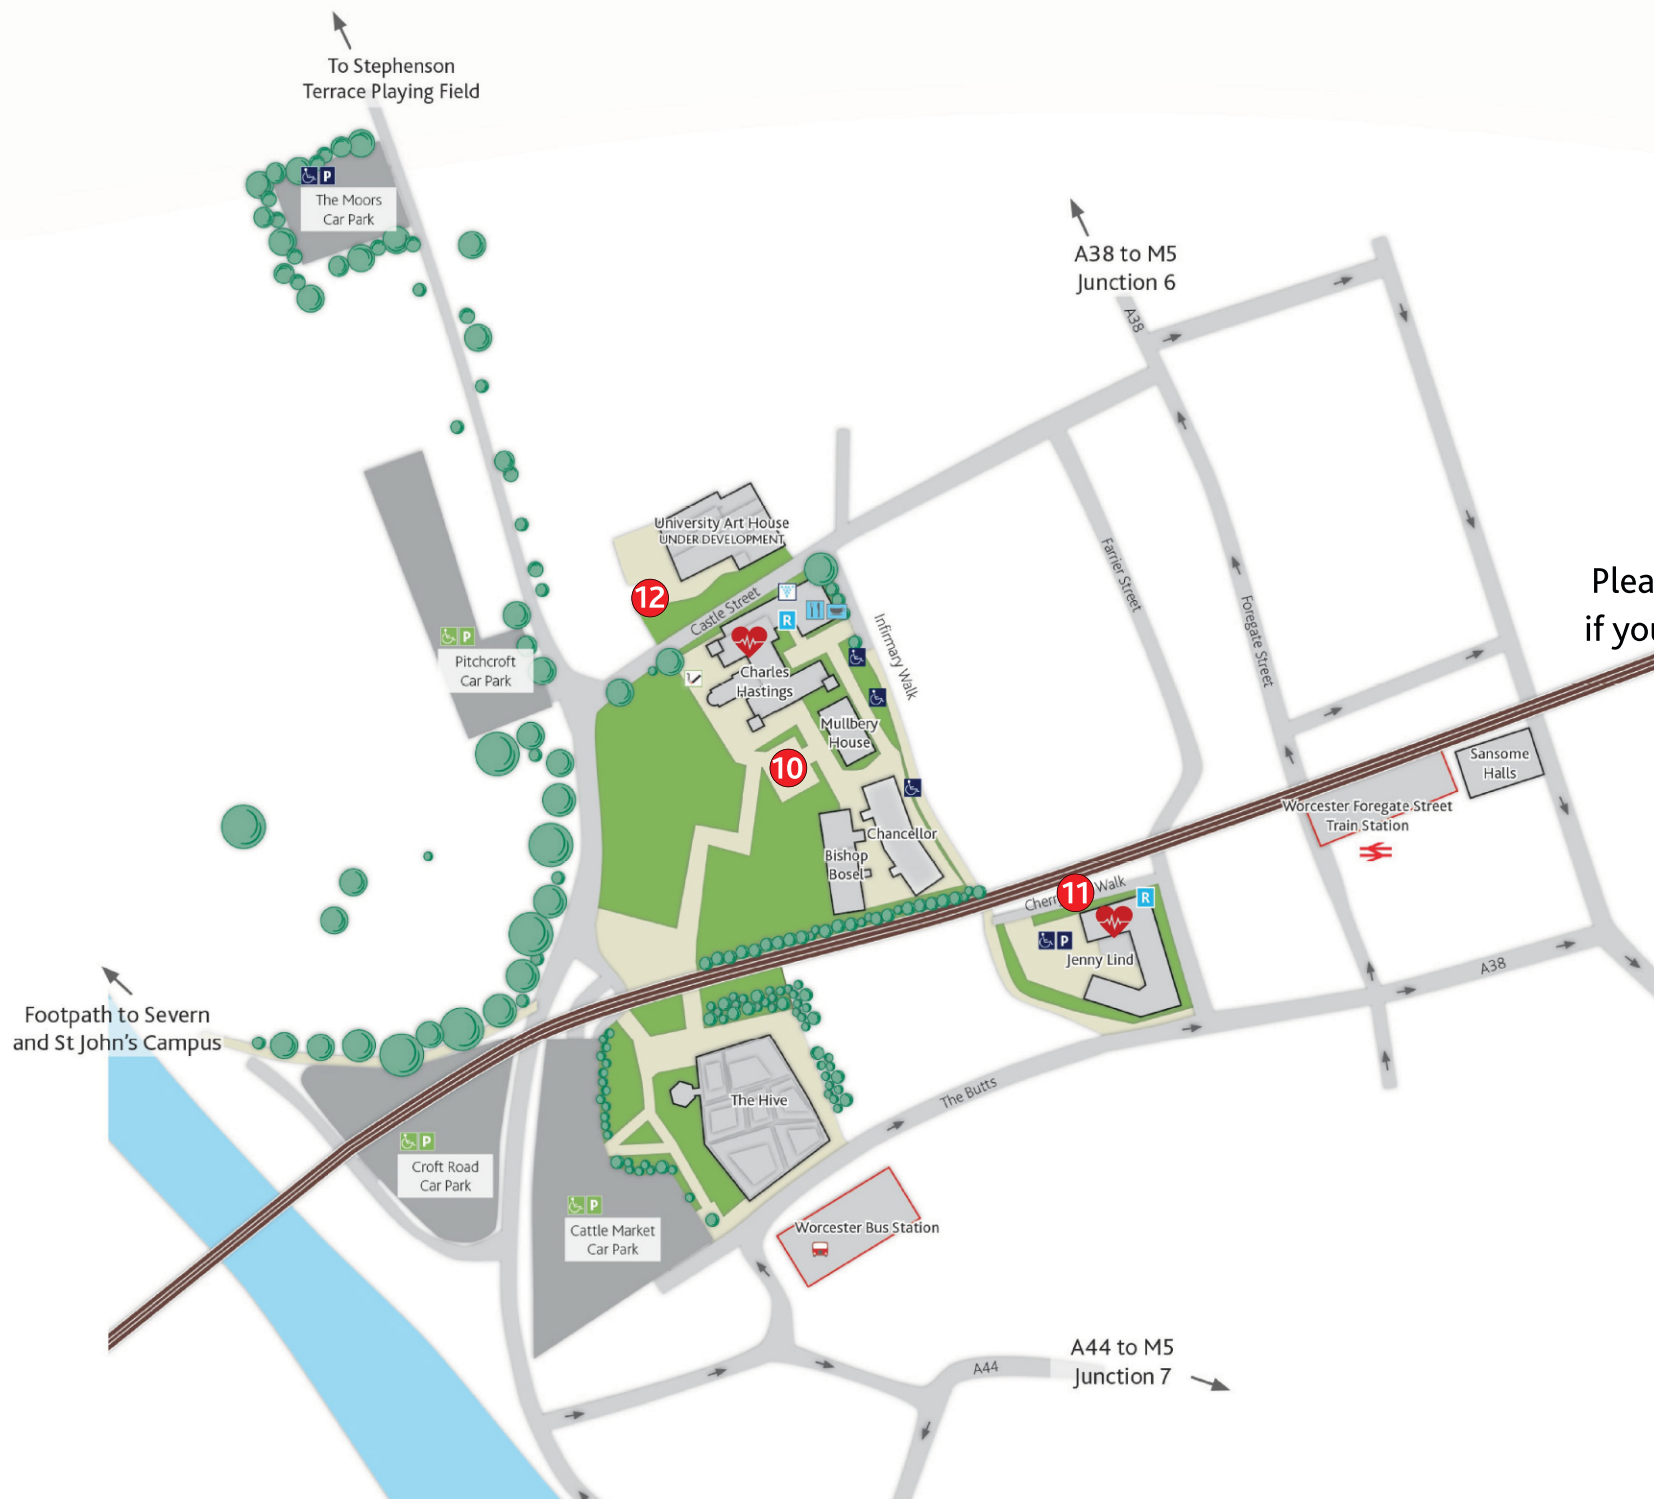 To Stephenson
Terrace Playing Field
P
The Moors
Car Park
A38 to M5
Junction 6
A38
University Art House
UNDER DEVELOPMENT
12
Castle Street
R
Infirmary Walk
Farrier Street
Foregate Street
Plea
if you
P
Pitchcroft
Car Park
Charles
Hastings
Mullbery
House
10
Sansome
Halls
Worcester Foregate Street
Train Station
Chancellor
Bishop
Bosel
11
Walk
R
P
Jenny Lind
A38
Footpath to Severn
and St John's Campus
The Hive
The Butts
P
Croft Road
Car Park
P
Cattle Market
Car Park
Worcester Bus Station
A44 to M5
Junction 7
A44